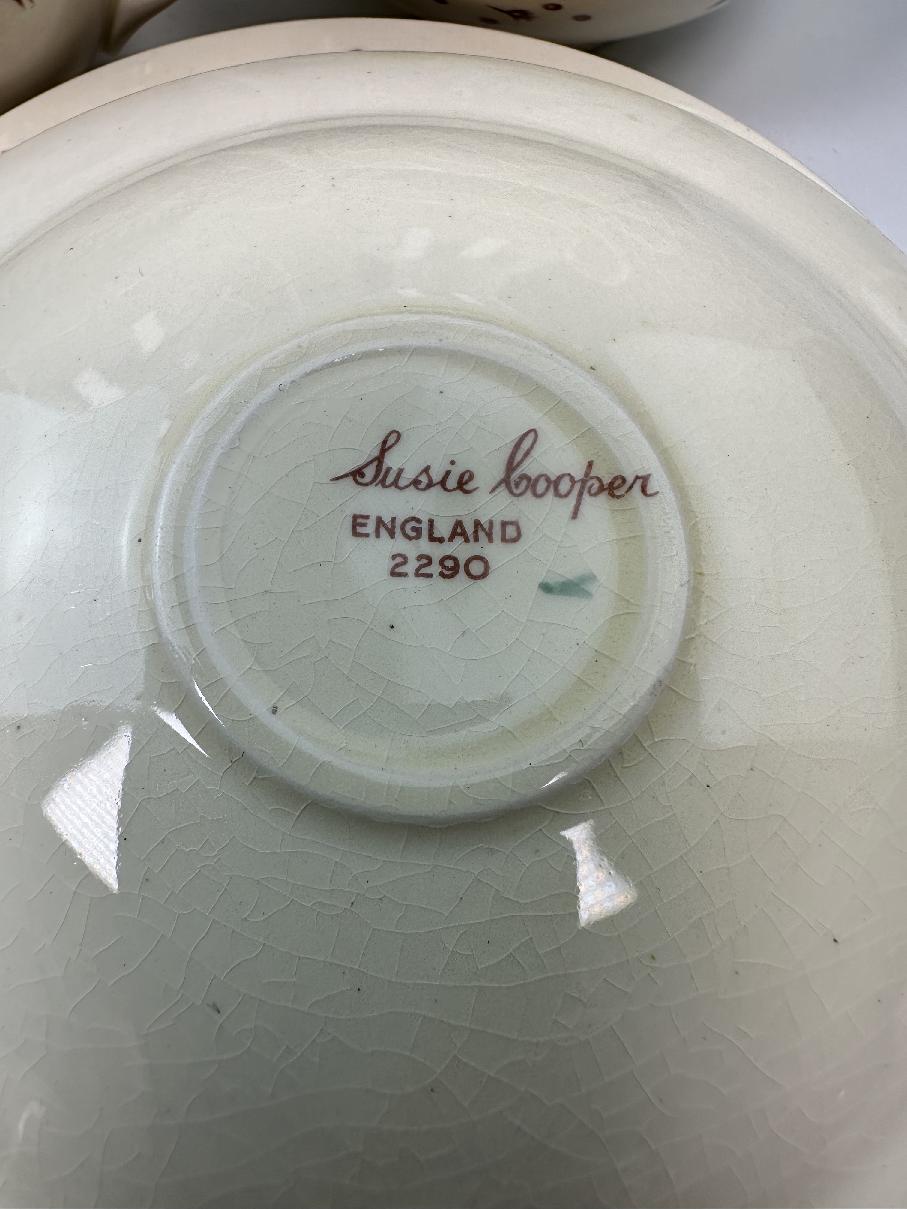 Susie Cooper
ENGLAND
2290